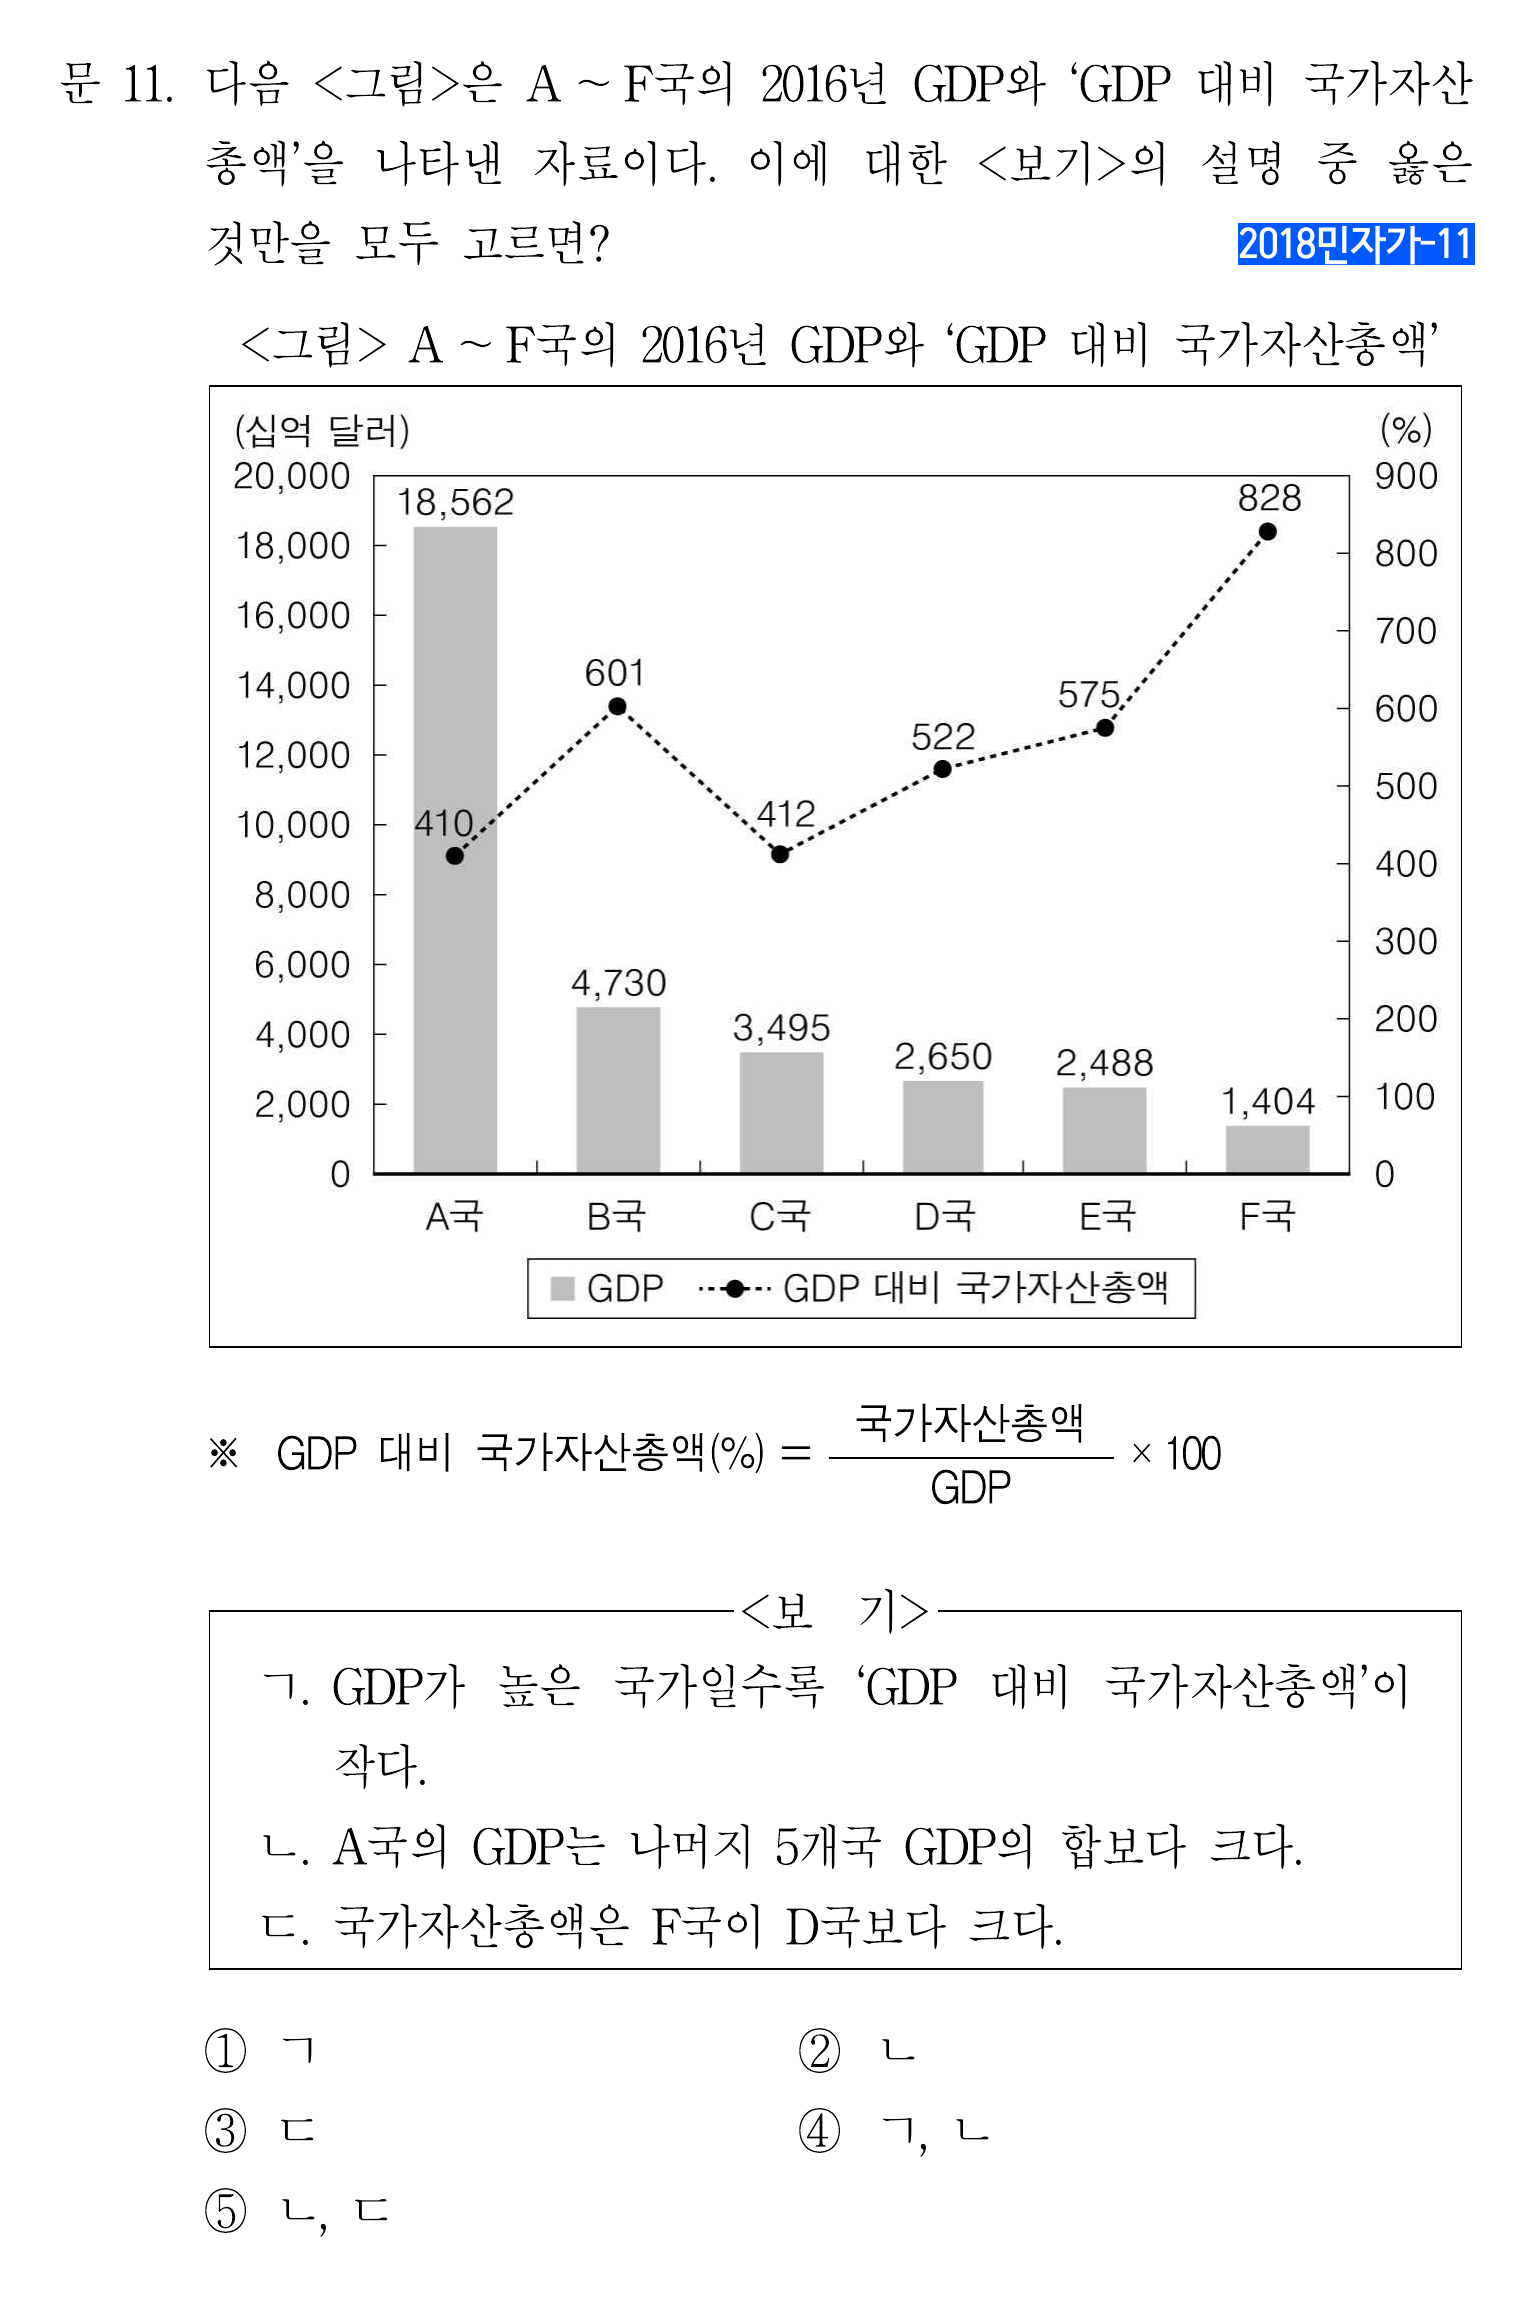 문 11. 다음 <그림>은 A ~ F국의 2016년 GDP와 ‘GDP 대비 국가자산
총액’을 나타낸 자료이다. 이에 대한 <보기>의 설명 중 옳은
것만을 모두 고르면?
2018민자가-11
<그림> A ~ F국의 2016년 GDP와 ‘GDP 대비 국가자산총액’
(십억 달러) (%)
20,000 900
18,562 828
18,000 800
16,000 700
14,000 601 575 600
12,000 522 500
10,000 410 412 400
8,000 300
6,000 4,730
4,000 3,495 2,650 2,488 200
2,000 1,404 100
0 0
A국 B국 C국 D국 E국 F국
GDP GDP 대비 국가자산총액
※ GDP 대비 국가자산총액(%) = 국가자산총액 / GDP × 100
<보 기>
ㄱ. GDP가 높은 국가일수록 ‘GDP 대비 국가자산총액’이
작다.
ㄴ. A국의 GDP는 나머지 5개국 GDP의 합보다 크다.
ㄷ. 국가자산총액은 F국이 D국보다 크다.
① ㄱ ② ㄴ
③ ㄷ ④ ㄱ, ㄴ
⑤ ㄴ, ㄷ